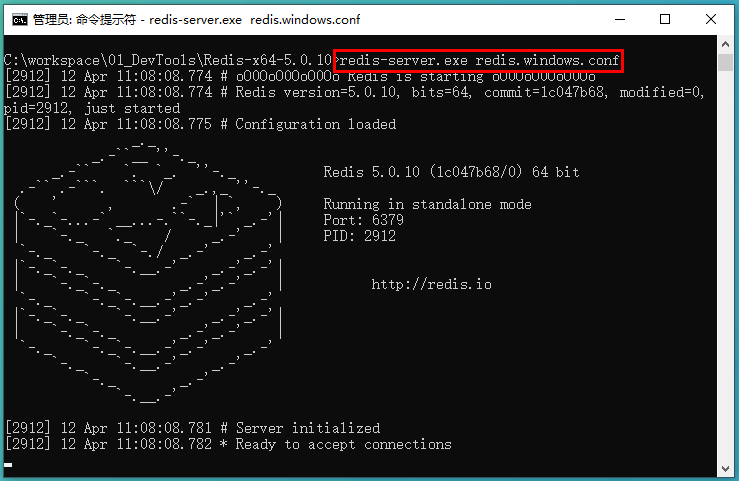 管理员: 命令提示符 - redis-server.exe redis.windows.conf
C:\workspace\01_DevTools\Redis-x64-5.0.10>redis-server.exe redis.windows.conf
[2912] 12 Apr 11:08:08.774 # oO0OoO0OoO0Oo Redis is starting oO0OoO0OoO0Oo
[2912] 12 Apr 11:08:08.774 # Redis version=5.0.10, bits=64, commit=1c047b68, modified=0,
pid=2912, just started
[2912] 12 Apr 11:08:08.775 # Configuration loaded
Redis 5.0.10 (1c047b68/0) 64 bit
Running in standalone mode
Port: 6379
PID: 2912
http://redis.io
[2912] 12 Apr 11:08:08.781 # Server initialized
[2912] 12 Apr 11:08:08.782 * Ready to accept connections